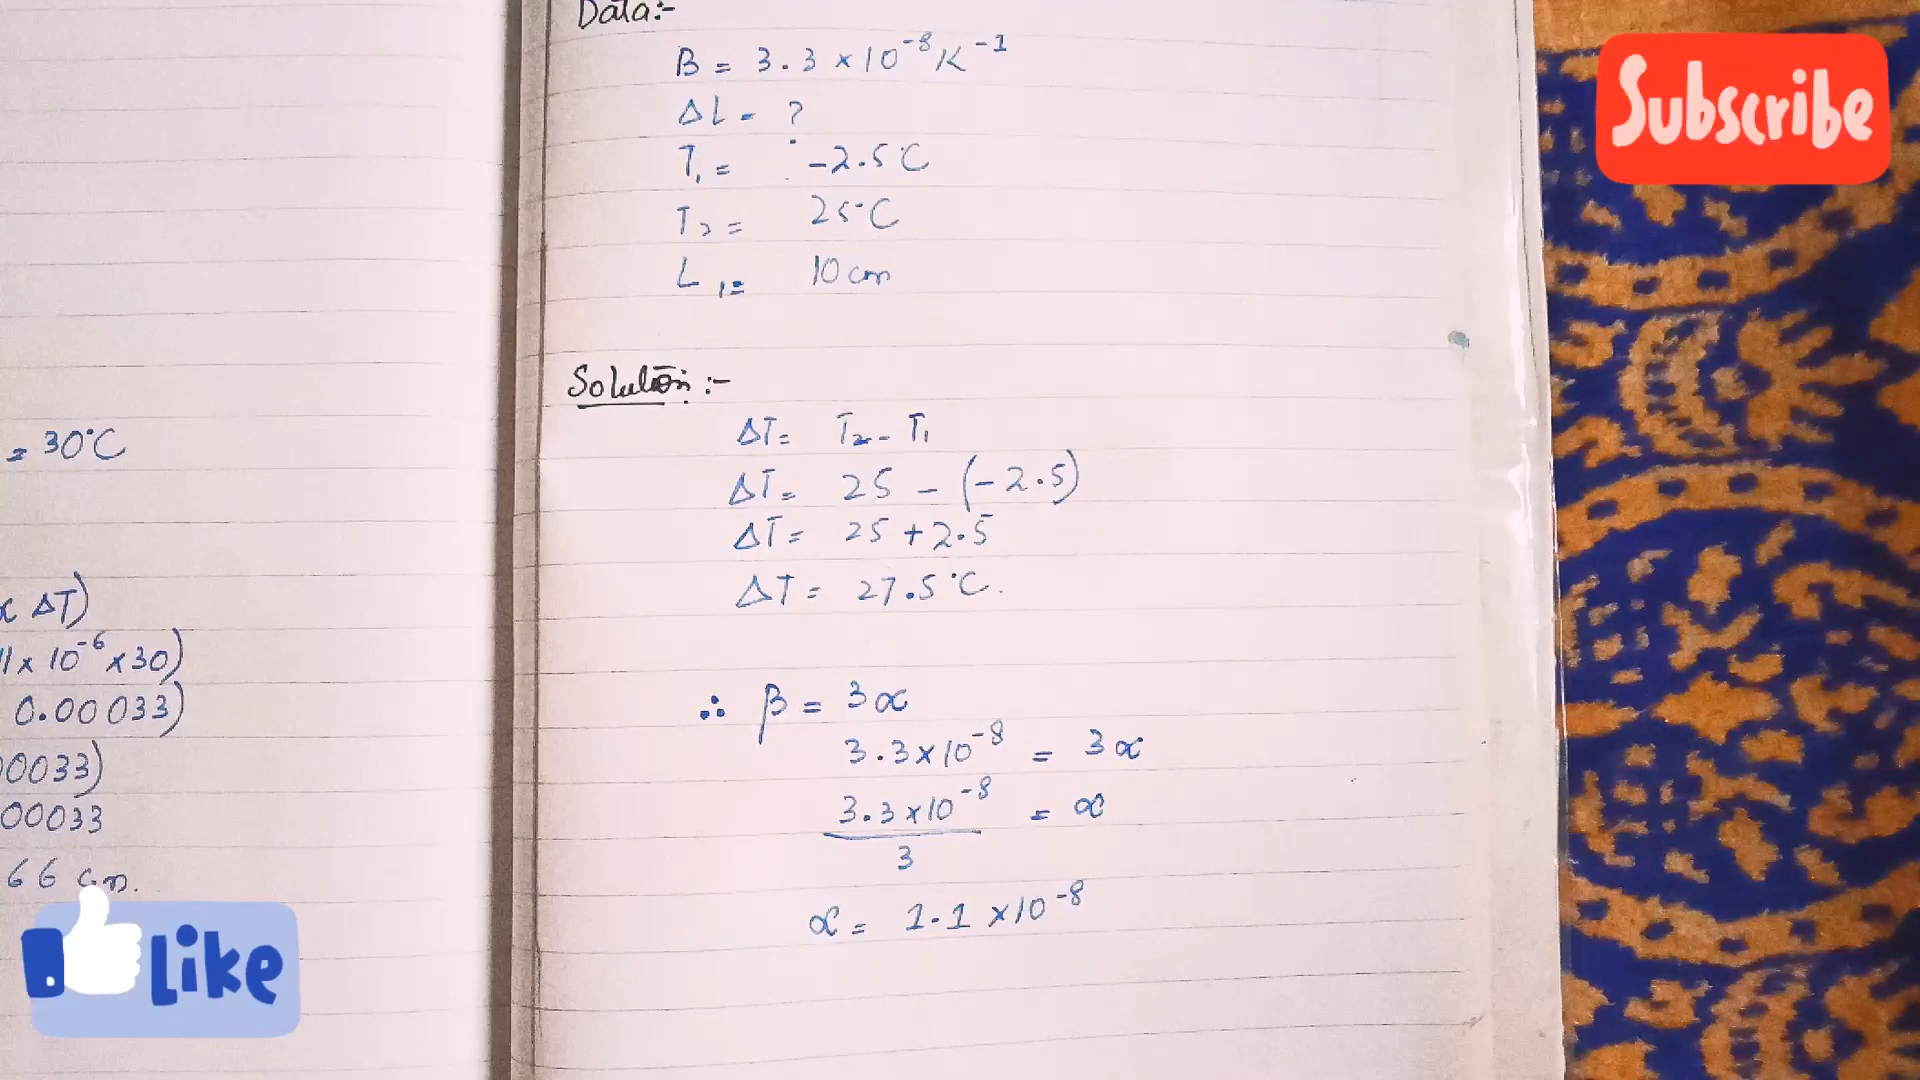 = 30°C
∝ ΔT)
11 x 10⁻⁶ x 30)
0.00033)
00033)
00033
66 cm.
Like
Data:-
B = 3.3 × 10⁻⁸ K⁻¹
ΔL = ?
T₁ = -2.5°C
T₂ = 25°C
L₁ = 10 cm
Solution :-
ΔT = T₂ - T₁
ΔT = 25 - (-2.5)
ΔT = 25 + 2.5
ΔT = 27.5°C.
∴ β = 3α
3.3 × 10⁻⁸ = 3α
3.3 × 10⁻⁸ = α
3
α = 1.1 × 10⁻⁸
Subscribe